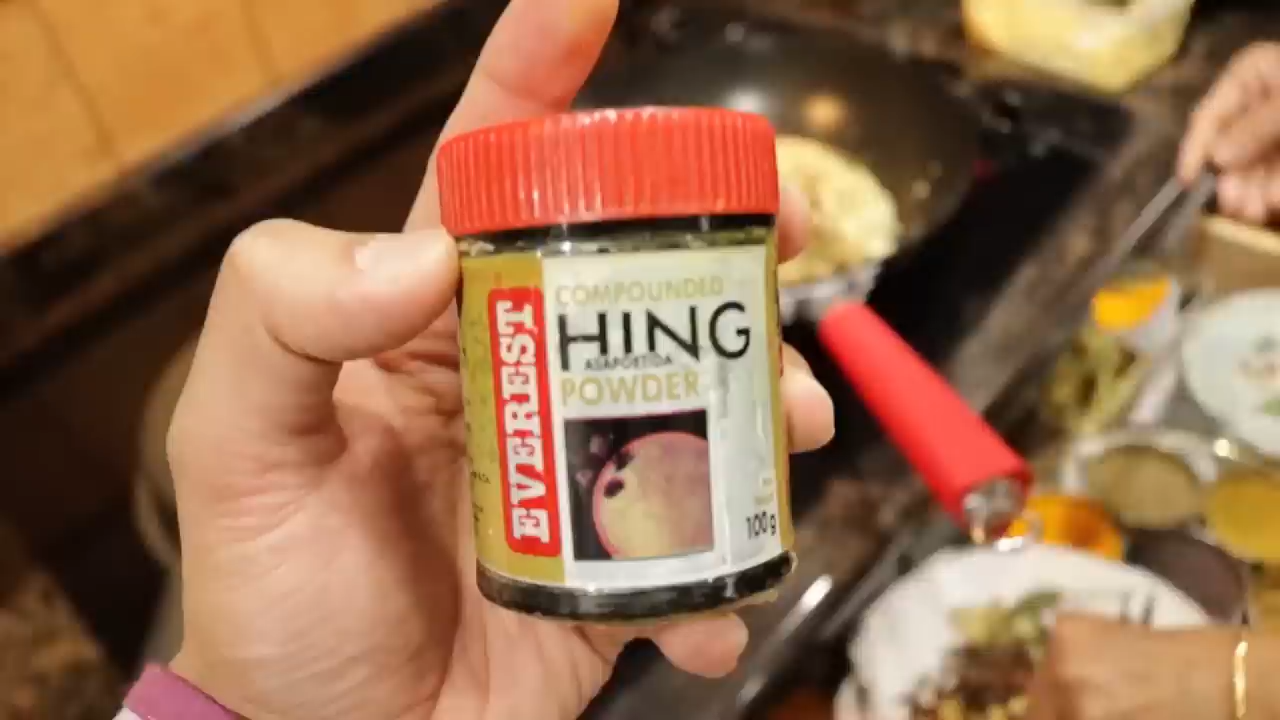 EVEREST
COMPOUNDED
HING
ASAFOETIDA
POWDER
100g